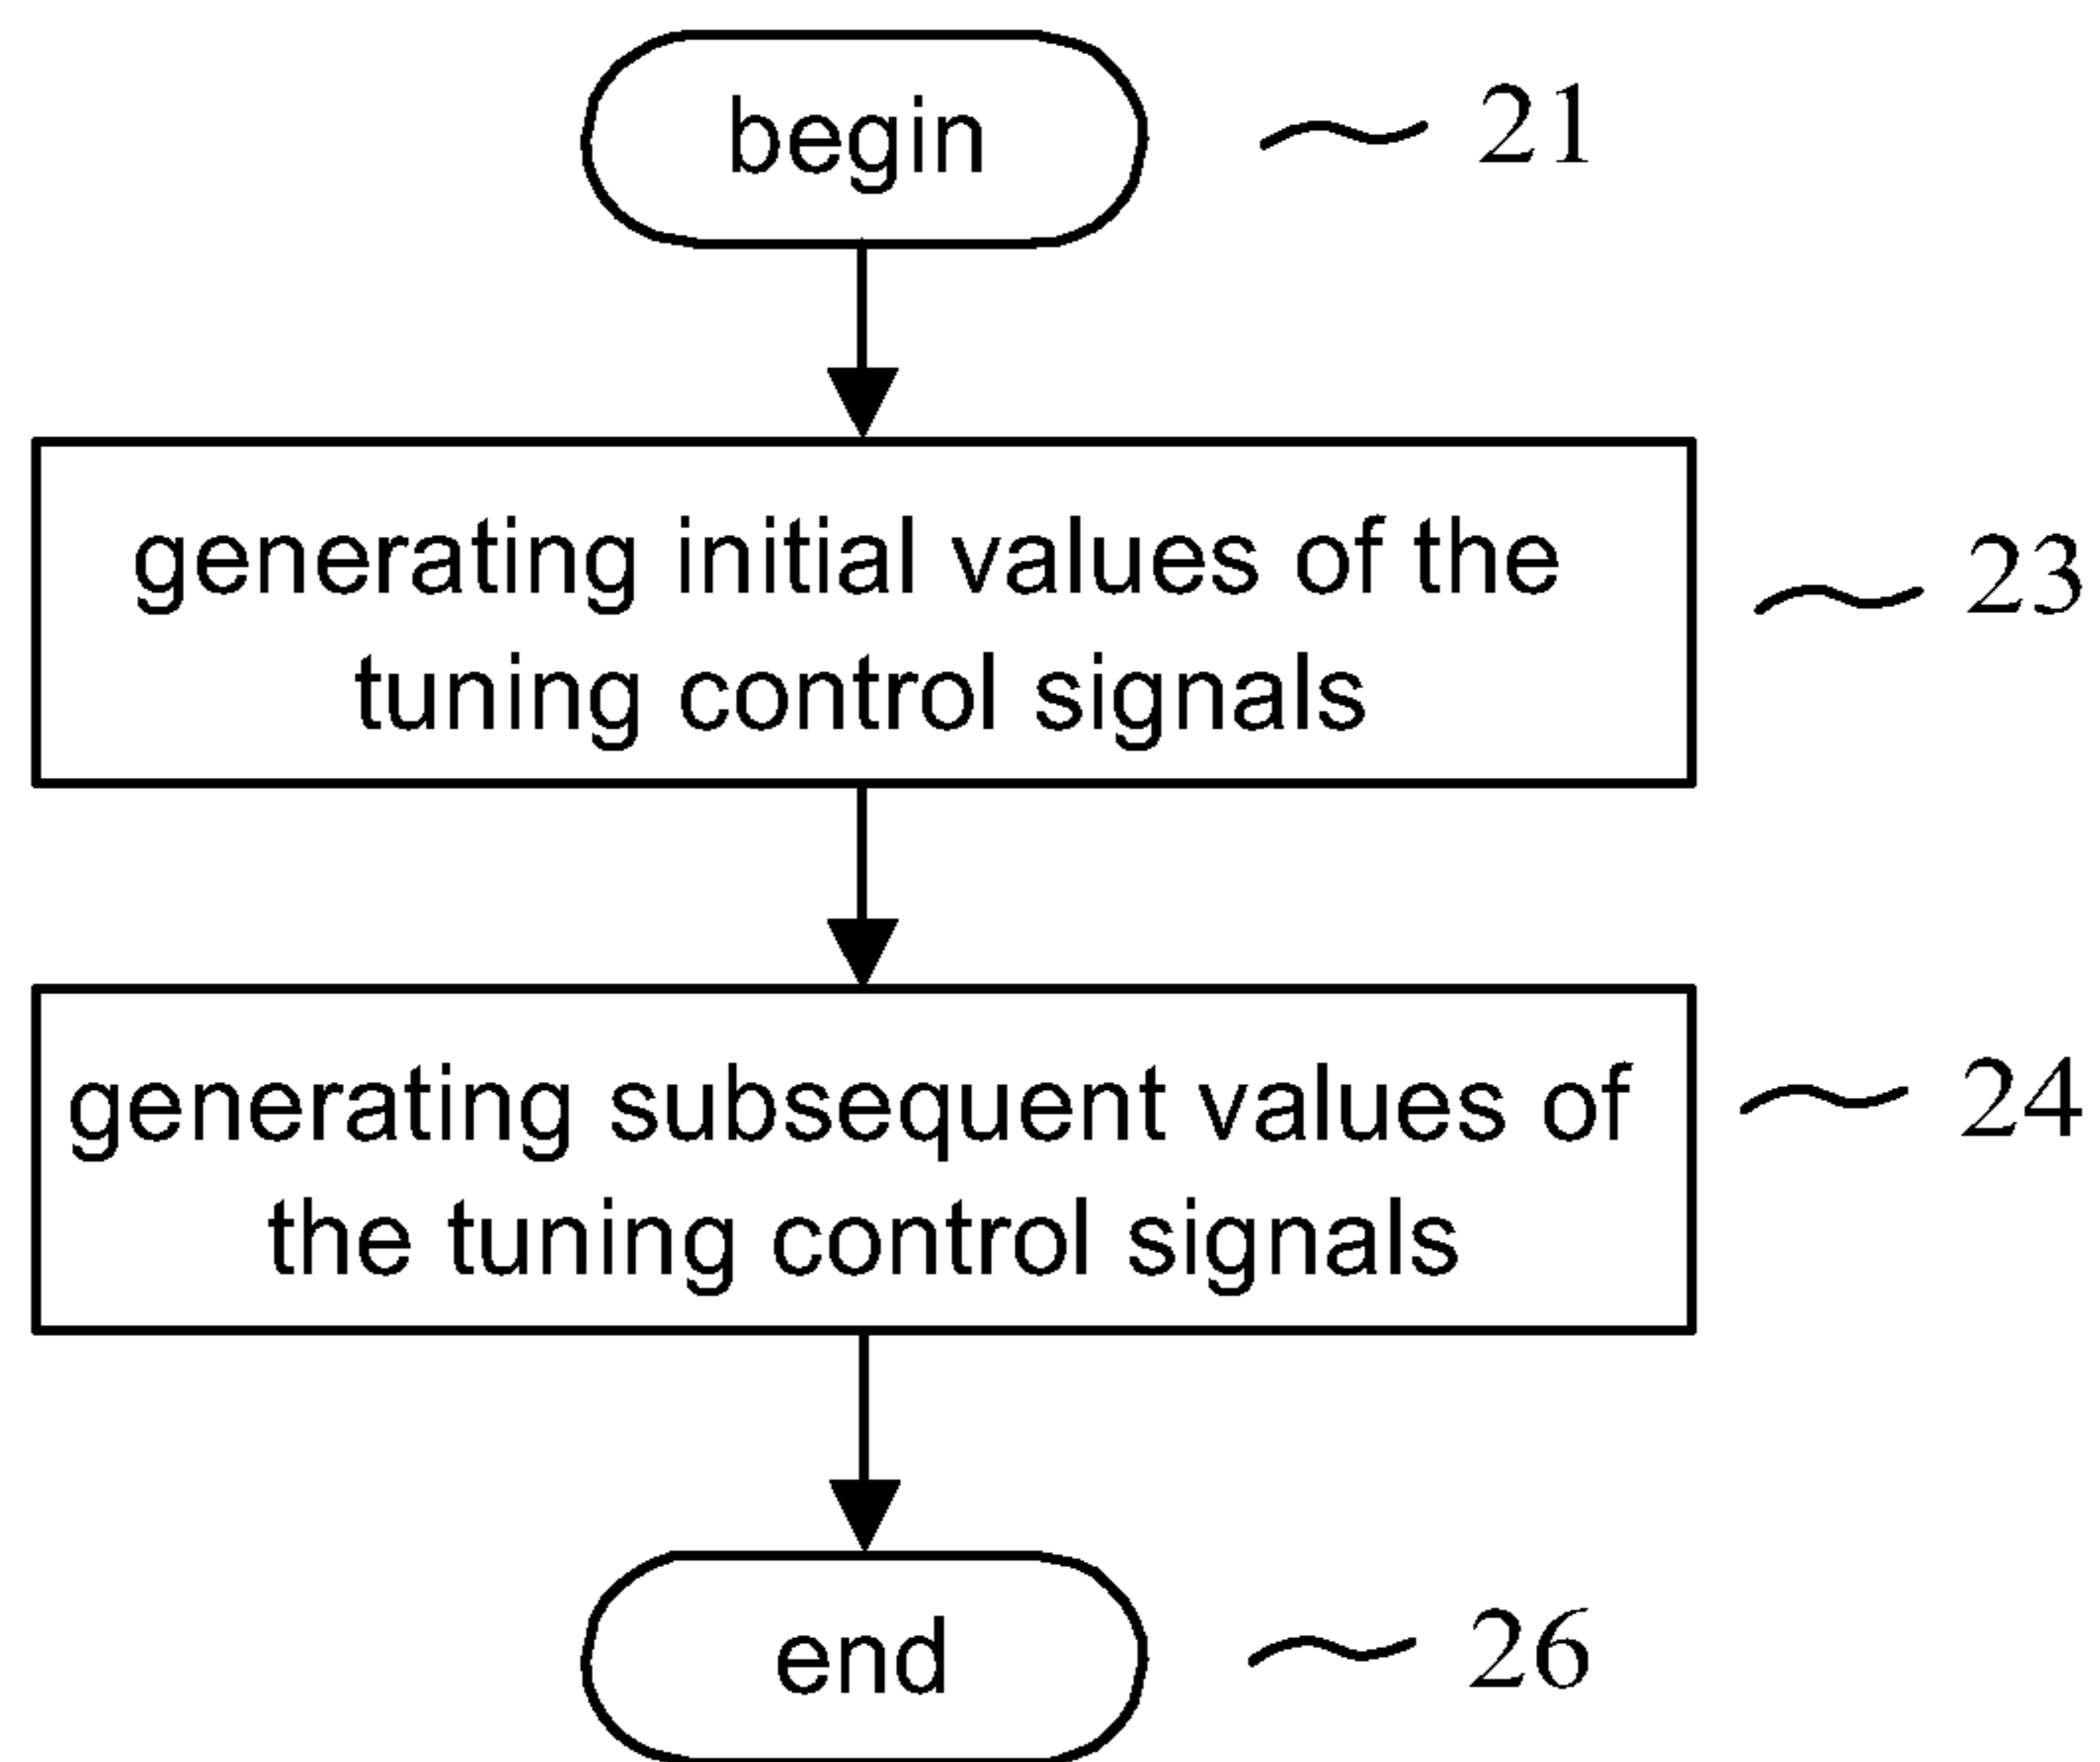 begin
21
generating initial values of the
tuning control signals
23
generating subsequent values of
the tuning control signals
24
end
26